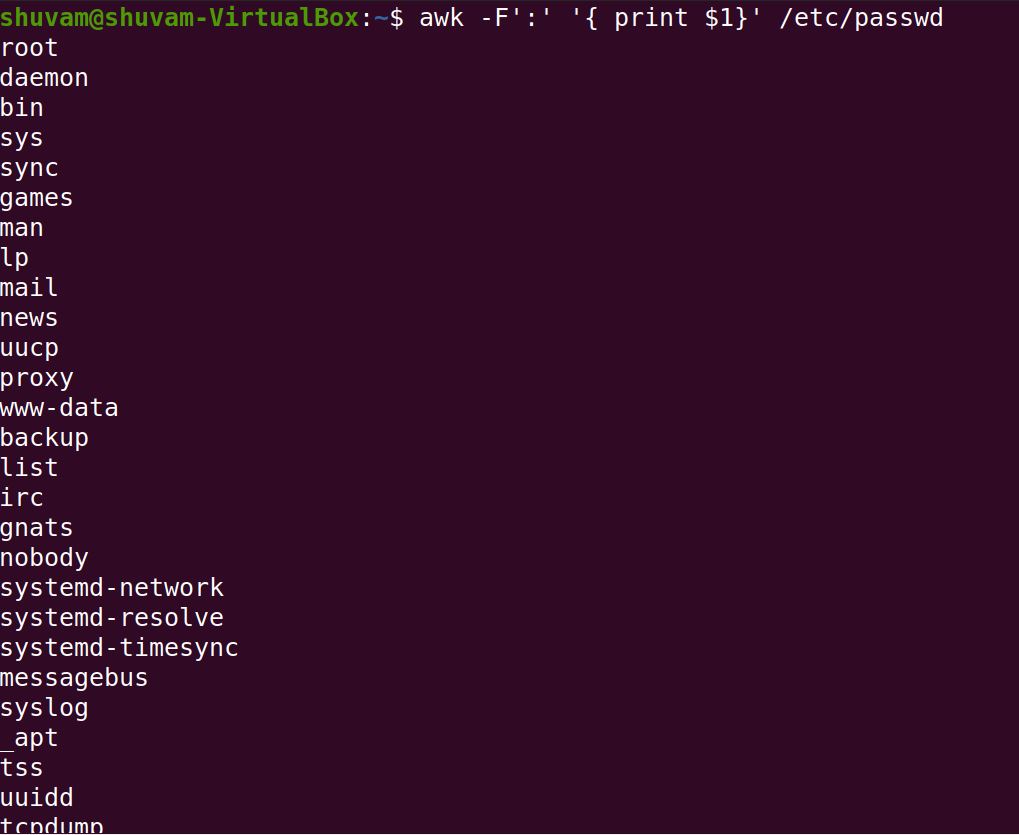 shuvam@shuvam-VirtualBox:~$ awk -F':' '{ print $1}' /etc/passwd
root
daemon
bin
sys
sync
games
man
lp
mail
news
uucp
proxy
www-data
backup
list
irc
gnats
nobody
systemd-network
systemd-resolve
systemd-timesync
messagebus
syslog
_apt
tss
uuidd
tcpdump